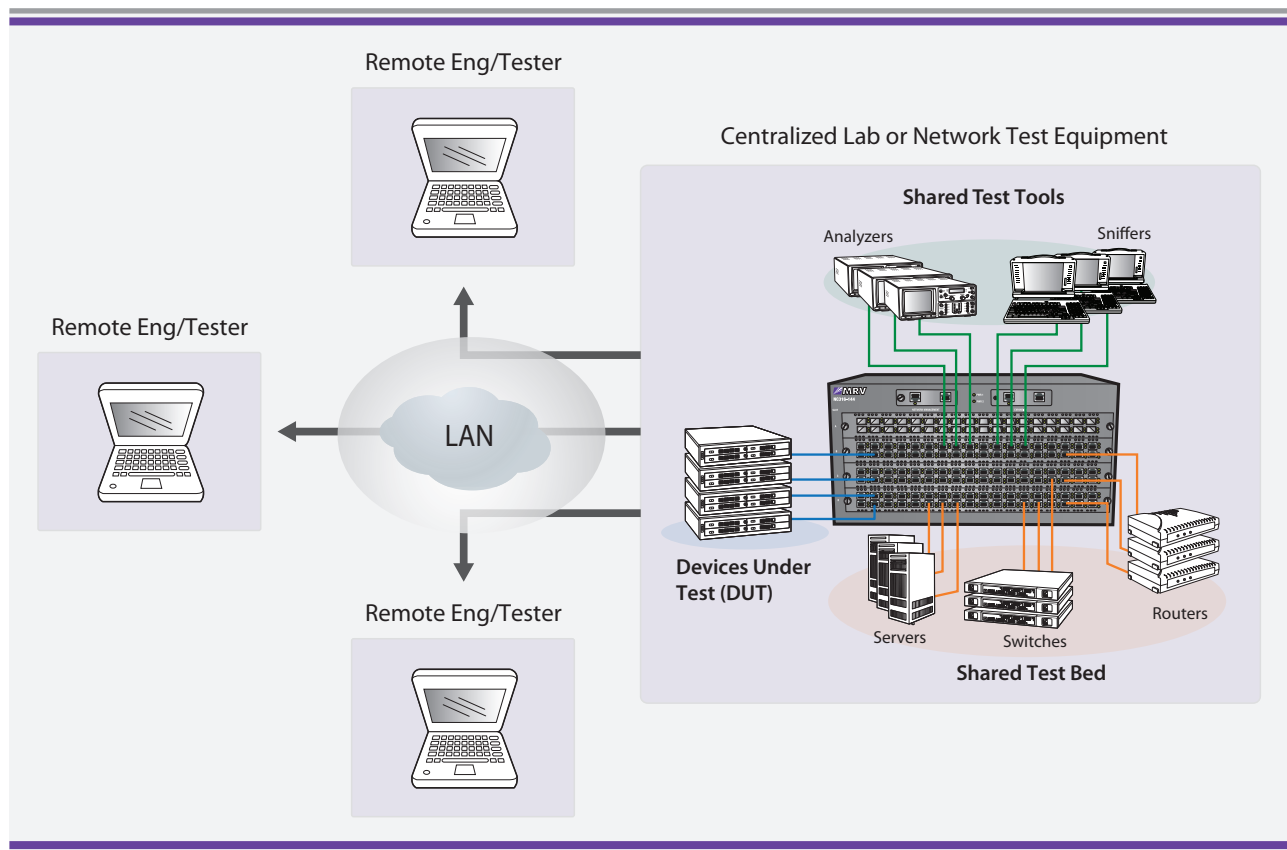 Remote Eng/Tester
Centralized Lab or Network Test Equipment
Shared Test Tools
Analyzers
Sniffers
Remote Eng/Tester
MRV
LAN
Devices Under
Test (DUT)
Remote Eng/Tester
Servers
Switches
Routers
Shared Test Bed